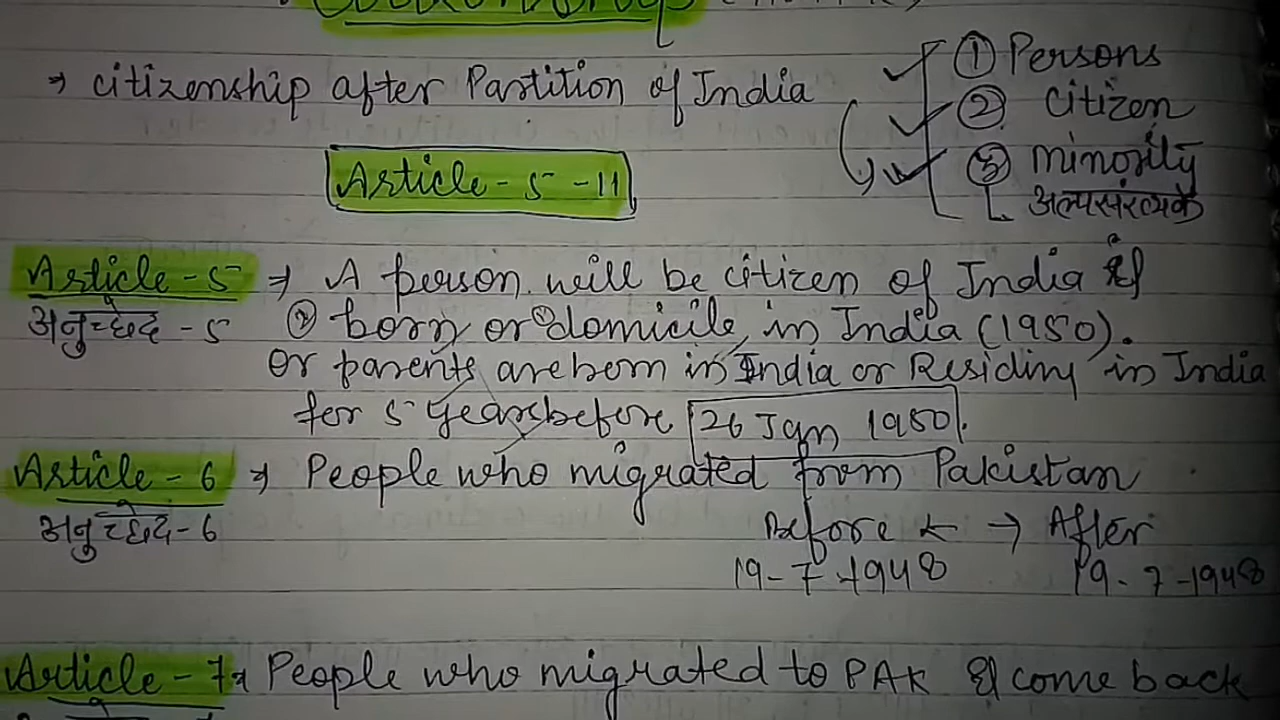 ⇒ citizenship after Partition of India
① Persons
② citizen
③ minority
अल्पसंख्यक
Article - 5 - 11
Article - 5 ⇒ A person will be citizen of India if
अनुच्छेद - 5 ② born or ① domicile in India (1950).
or parents are born in India or Residing in India
for 5 years before 26 Jan 1950.
Article - 6 ⇒ People who migrated from Pakistan
अनुच्छेद - 6
Before ← → After
19-7-1948 19-7-1948
Article - 7 ⇒ People who migrated to PAK & come back